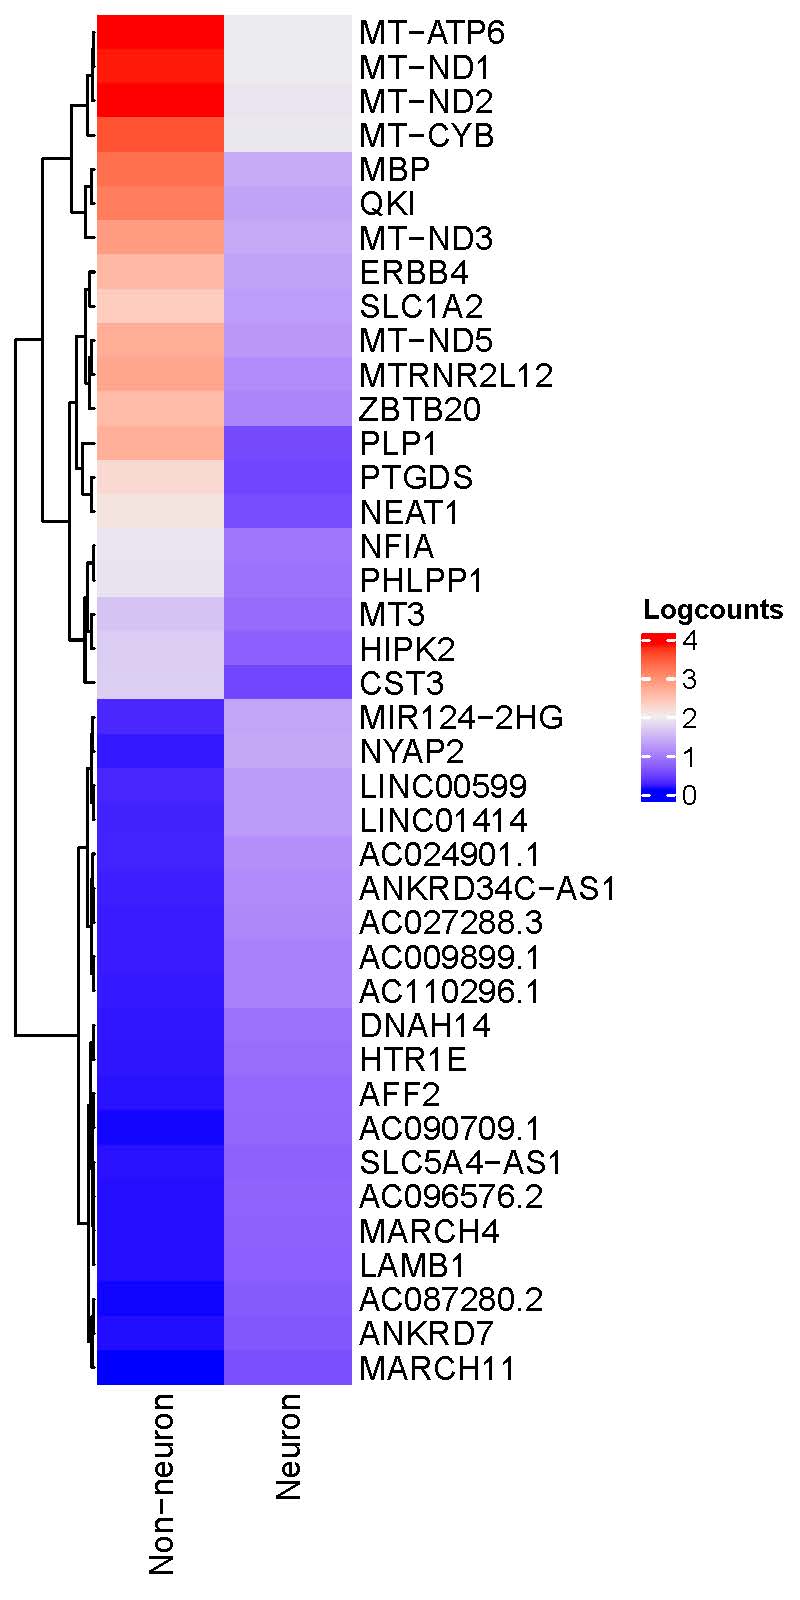 MT−ATP6
MT−ND1
MT−ND2
MT−CYB
MBP
QKI
MT−ND3
ERBB4
SLC1A2
MT−ND5
MTRNR2L12
ZBTB20
PLP1
PTGDS
NEAT1
NFIA
PHLPP1
MT3
HIPK2
CST3
MIR124−2HG
NYAP2
LINC00599
LINC01414
AC024901.1
ANKRD34C−AS1
AC027288.3
AC009899.1
AC110296.1
DNAH14
HTR1E
AFF2
AC090709.1
SLC5A4−AS1
AC096576.2
MARCH4
LAMB1
AC087280.2
ANKRD7
MARCH11
Non−neuron
Neuron
Logcounts
4
3
2
1
0